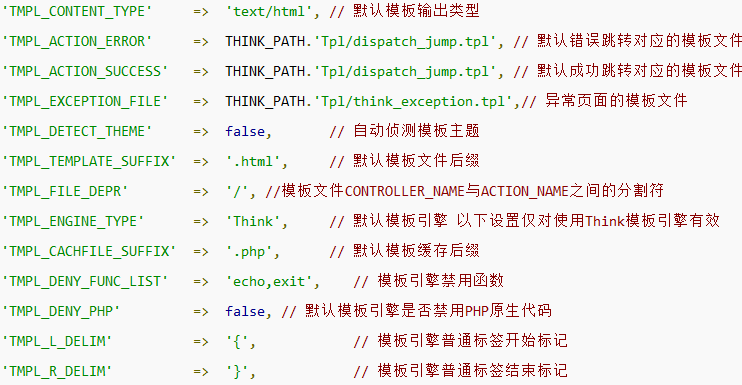 'TMPL_CONTENT_TYPE' => 'text/html', // 默认模板输出类型
'TMPL_ACTION_ERROR' => THINK_PATH.'Tpl/dispatch_jump.tpl', // 默认错误跳转对应的模板文件
'TMPL_ACTION_SUCCESS' => THINK_PATH.'Tpl/dispatch_jump.tpl', // 默认成功跳转对应的模板文件
'TMPL_EXCEPTION_FILE' => THINK_PATH.'Tpl/think_exception.tpl',// 异常页面的模板文件
'TMPL_DETECT_THEME' => false, // 自动侦测模板主题
'TMPL_TEMPLATE_SUFFIX' => '.html', // 默认模板文件后缀
'TMPL_FILE_DEPR' => '/', //模板文件CONTROLLER_NAME与ACTION_NAME之间的分割符
'TMPL_ENGINE_TYPE' => 'Think', // 默认模板引擎 以下设置仅对使用Think模板引擎有效
'TMPL_CACHFILE_SUFFIX' => '.php', // 默认模板缓存后缀
'TMPL_DENY_FUNC_LIST' => 'echo,exit', // 模板引擎禁用函数
'TMPL_DENY_PHP' => false, // 默认模板引擎是否禁用PHP原生代码
'TMPL_L_DELIM' => '{', // 模板引擎普通标签开始标记
'TMPL_R_DELIM' => '}', // 模板引擎普通标签结束标记